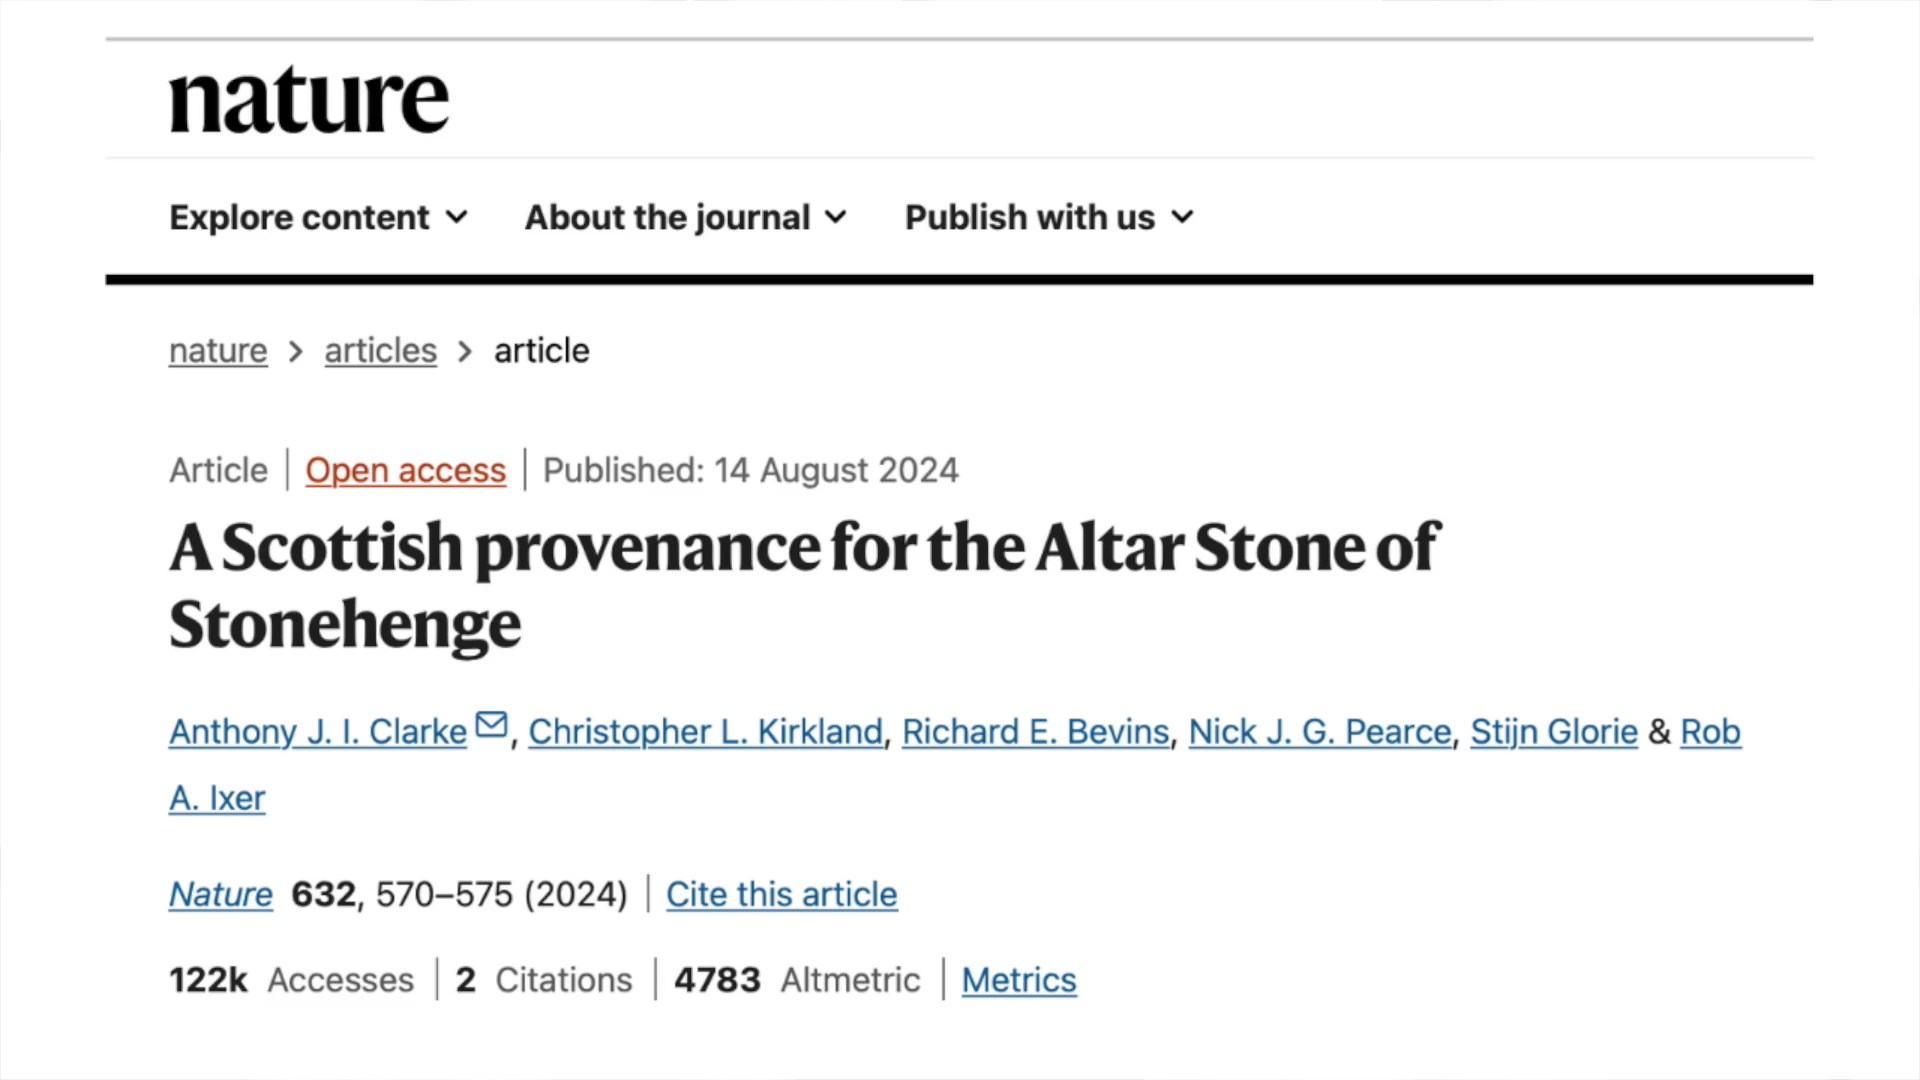 nature
Explore content About the journal Publish with us
nature > articles > article
Article | Open access | Published: 14 August 2024
A Scottish provenance for the Altar Stone of
Stonehenge
Anthony J. I. Clarke, Christopher L. Kirkland, Richard E. Bevins, Nick J. G. Pearce, Stijn Glorie & Rob
A. Ixer
Nature 632, 570–575 (2024) | Cite this article
122k Accesses | 2 Citations | 4783 Altmetric | Metrics